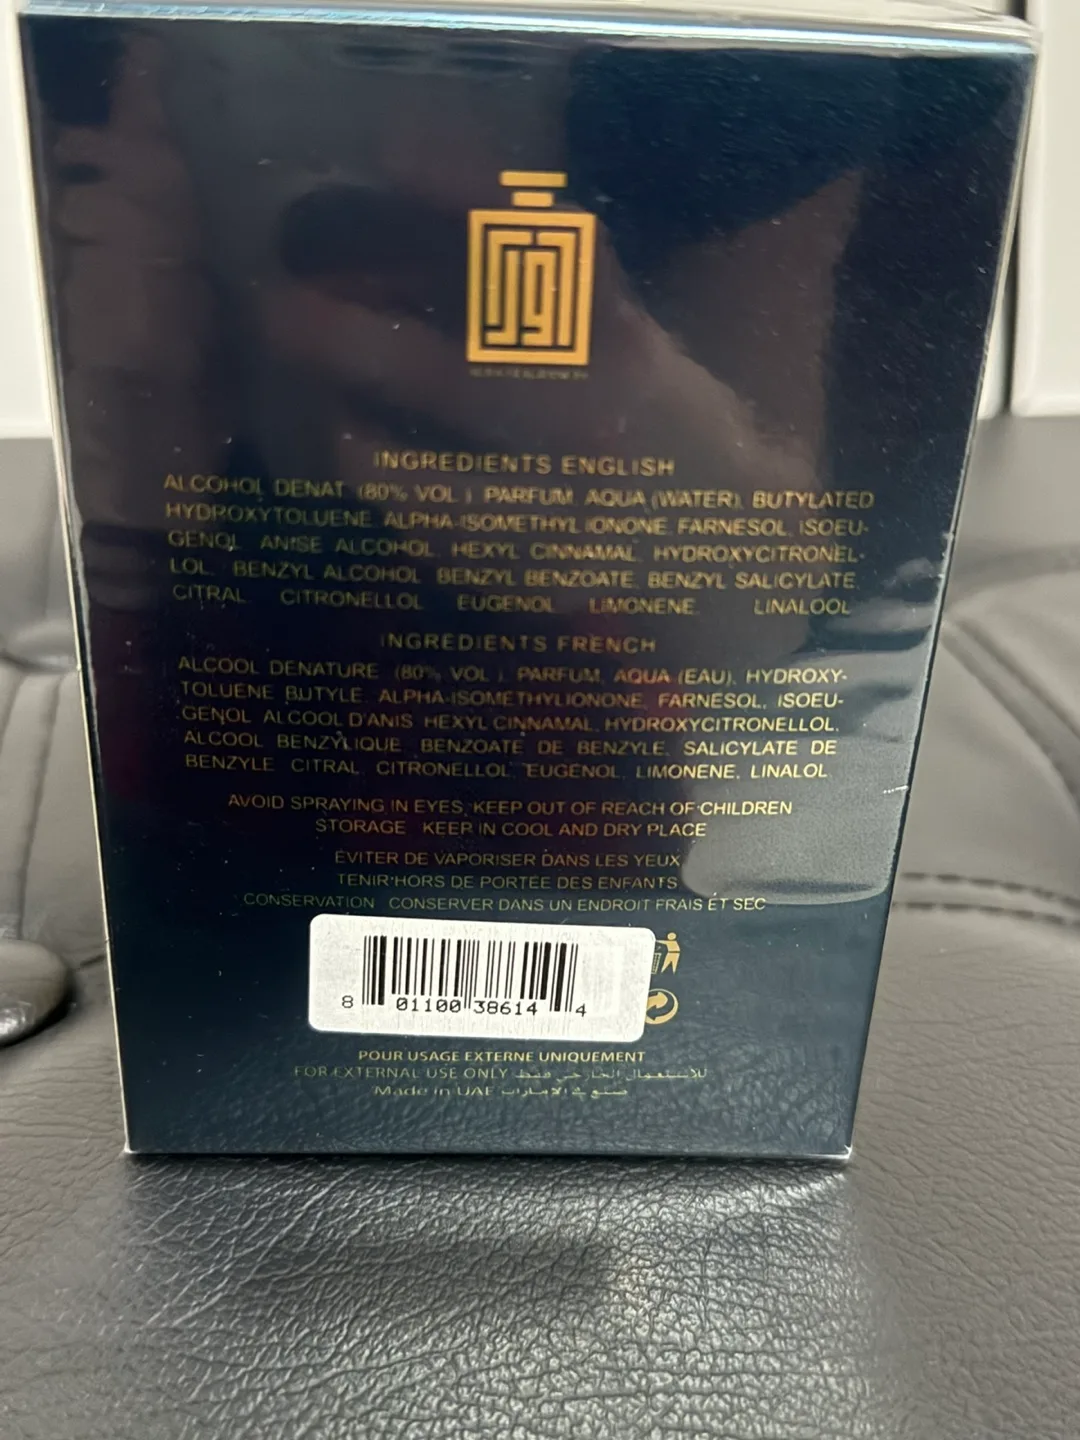 INGREDIENTS ENGLISH
ALCOHOL DENAT (80% VOL.) PARFUM, AQUA (WATER), BUTYLATED
HYDROXYTOLUENE, ALPHA-ISOMETHYL IONONE, FARNESOL, ISOEU-
GENOL, ANISE ALCOHOL, HEXYL CINNAMAL, HYDROXYCITRONEL-
LOL, BENZYL ALCOHOL, BENZYL BENZOATE, BENZYL SALICYLATE,
CITRAL CITRONELLOL EUGENOL LIMONENE LINALOOL
INGREDIENTS FRENCH
ALCOOL DENATURE (80% VOL.) PARFUM, AQUA (EAU), HYDROXY-
TOLUENE BUTYLE, ALPHA-ISOMETHYLIONONE, FARNESOL, ISOEU-
GENOL ALCOOL D'ANIS HEXYL CINNAMAL, HYDROXYCITRONELLOL,
ALCOOL BENZYLIQUE BENZOATE DE BENZYLE, SALICYLATE DE
BENZYLE CITRAL CITRONELLOL EUGENOL, LIMONENE, LINALOL
AVOID SPRAYING IN EYES, KEEP OUT OF REACH OF CHILDREN
STORAGE KEEP IN COOL AND DRY PLACE
ÉVITER DE VAPORISER DANS LES YEUX
TENIR HORS DE PORTÉE DES ENFANTS
CONSERVATION CONSERVER DANS UN ENDROIT FRAIS ET SEC
8 01100 38614 4
POUR USAGE EXTERNE UNIQUEMENT
FOR EXTERNAL USE ONLY للاستعمال الخارجي فقط
Made in UAE صنع في الامارات